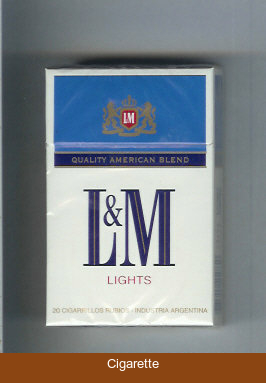 LM
QUALITY AMERICAN BLEND
L&M
LIGHTS
20 CIGARRILLOS RUBIOS - INDUSTRIA ARGENTINA
Cigarette